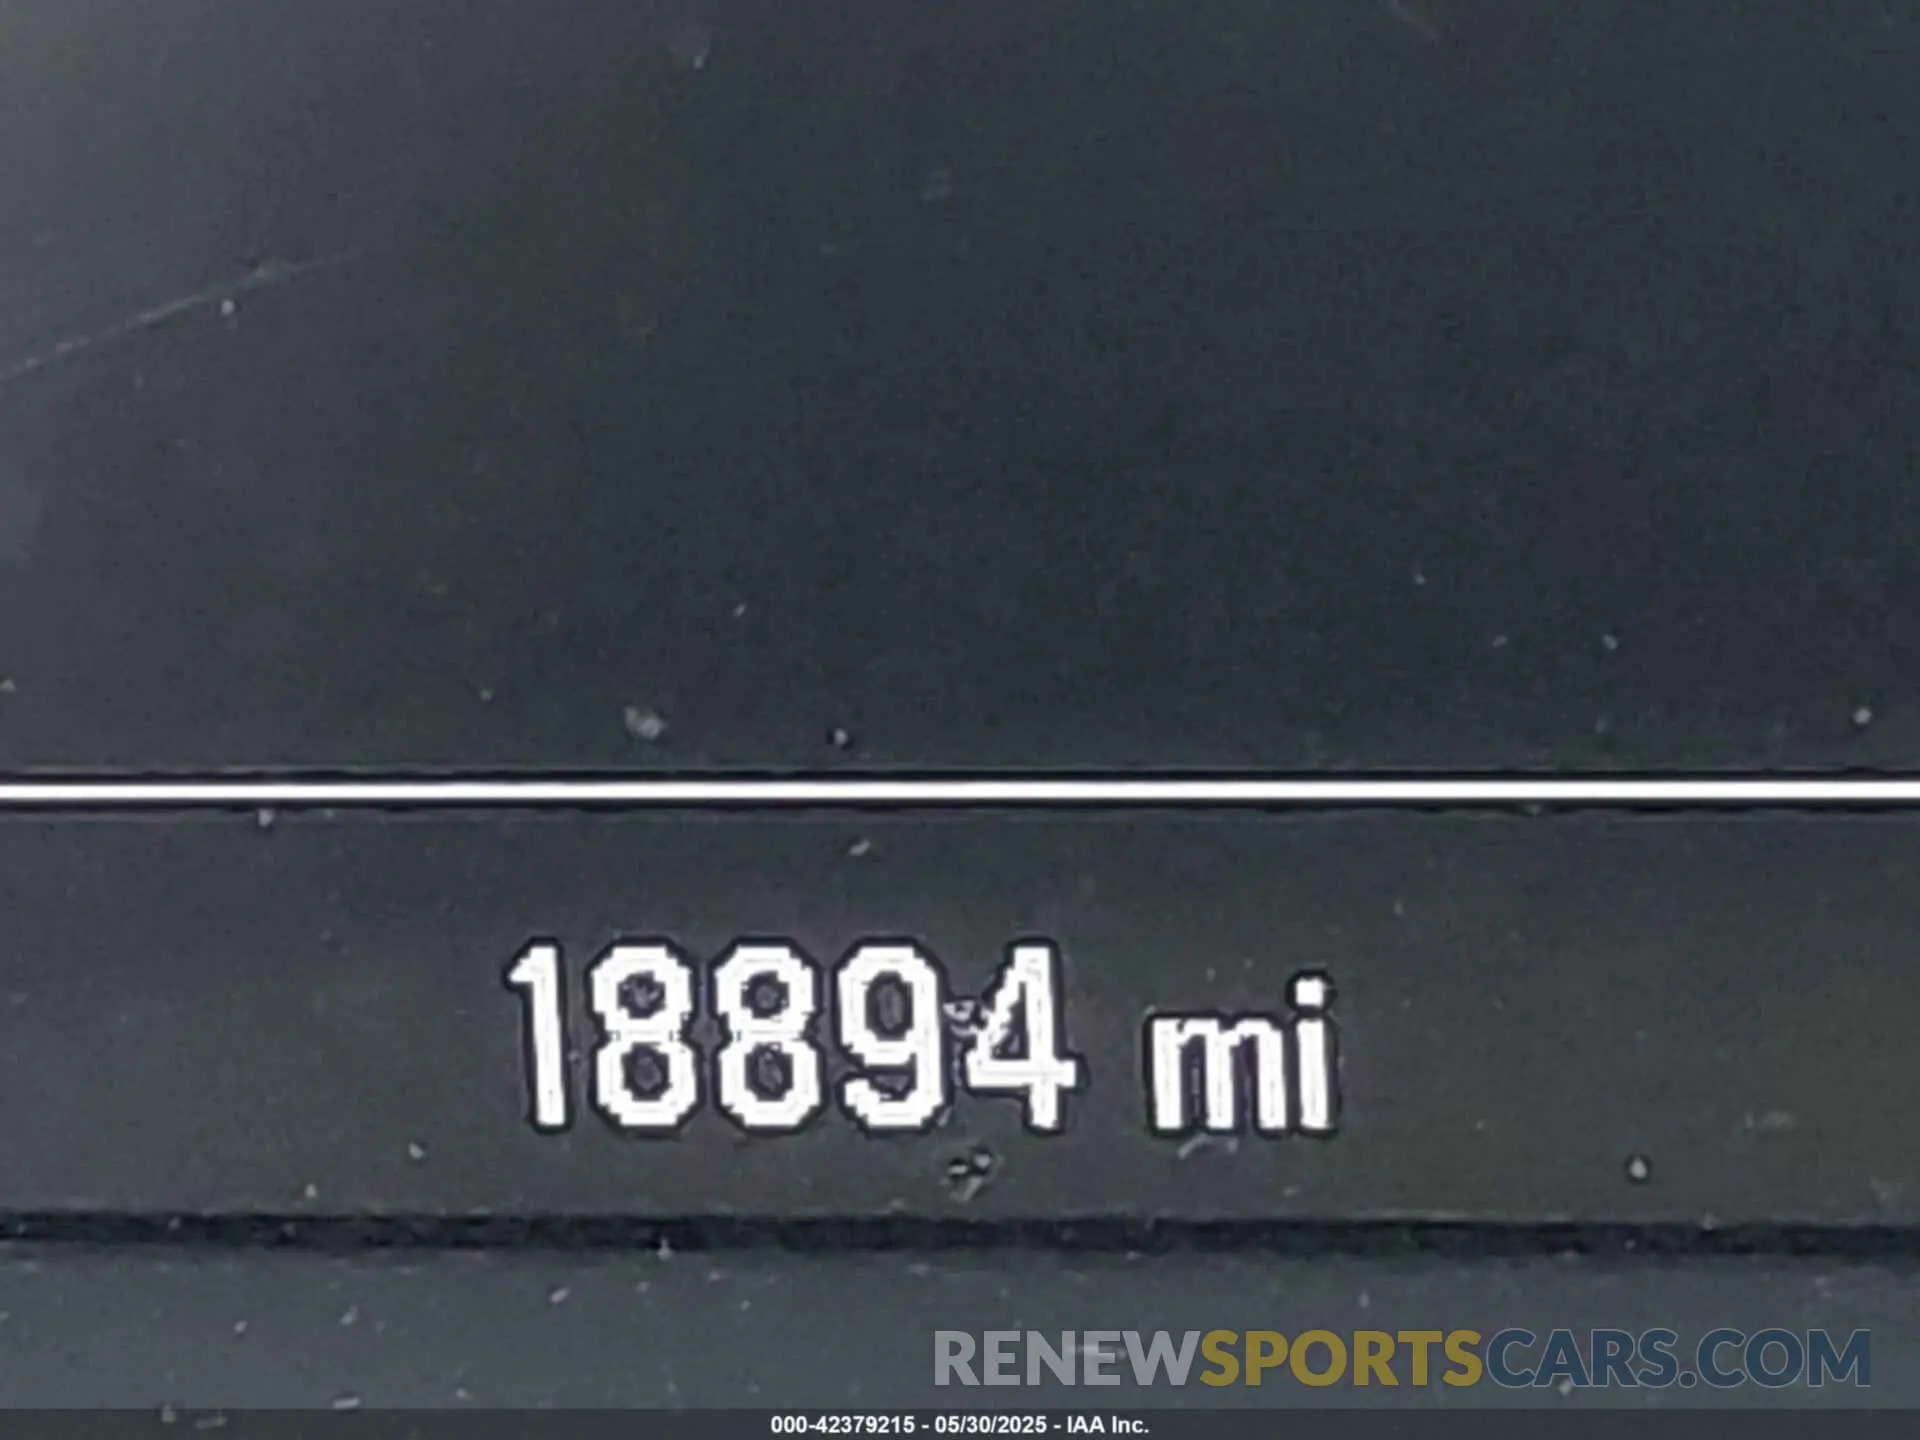 18894 mi
RENEWSPORTSCARS.COM
000-42379215 - 05/30/2025 - IAA Inc.